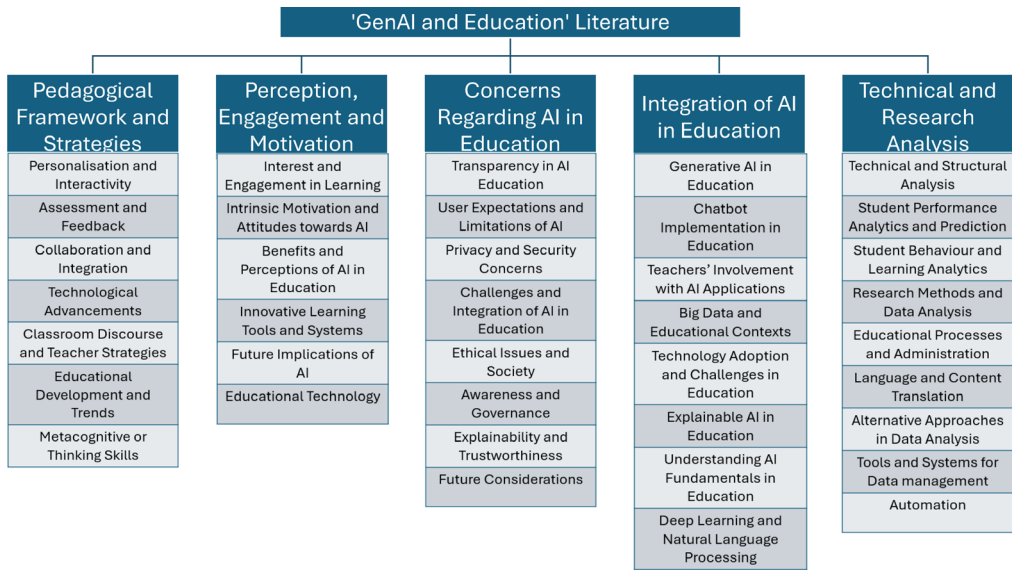 'GenAI and Education' Literature
Pedagogical
Framework and
Strategies
Personalisation and
Interactivity
Assessment and
Feedback
Collaboration and
Integration
Technological
Advancements
Classroom Discourse
and Teacher Strategies
Educational
Development and
Trends
Metacognitive or
Thinking Skills
Perception,
Engagement and
Motivation
Interest and
Engagement in Learning
Intrinsic Motivation and
Attitudes towards AI
Benefits and
Perceptions of AI in
Education
Innovative Learning
Tools and Systems
Future Implications of
AI
Educational Technology
Concerns
Regarding AI in
Education
Transparency in AI
Education
User Expectations and
Limitations of AI
Privacy and Security
Concerns
Challenges and
Integration of AI in
Education
Ethical Issues and
Society
Awareness and
Governance
Explainability and
Trustworthiness
Future Considerations
Integration of AI
in Education
Generative AI in
Education
Chatbot
Implementation in
Education
Teachers' Involvement
with AI Applications
Big Data and
Educational Contexts
Technology Adoption
and Challenges in
Education
Explainable AI in
Education
Understanding AI
Fundamentals in
Education
Deep Learning and
Natural Language
Processing
Technical and
Research
Analysis
Technical and Structural
Analysis
Student Performance
Analytics and Prediction
Student Behaviour and
Learning Analytics
Research Methods and
Data Analysis
Educational Processes
and Administration
Language and Content
Translation
Alternative Approaches
in Data Analysis
Tools and Systems for
Data management
Automation